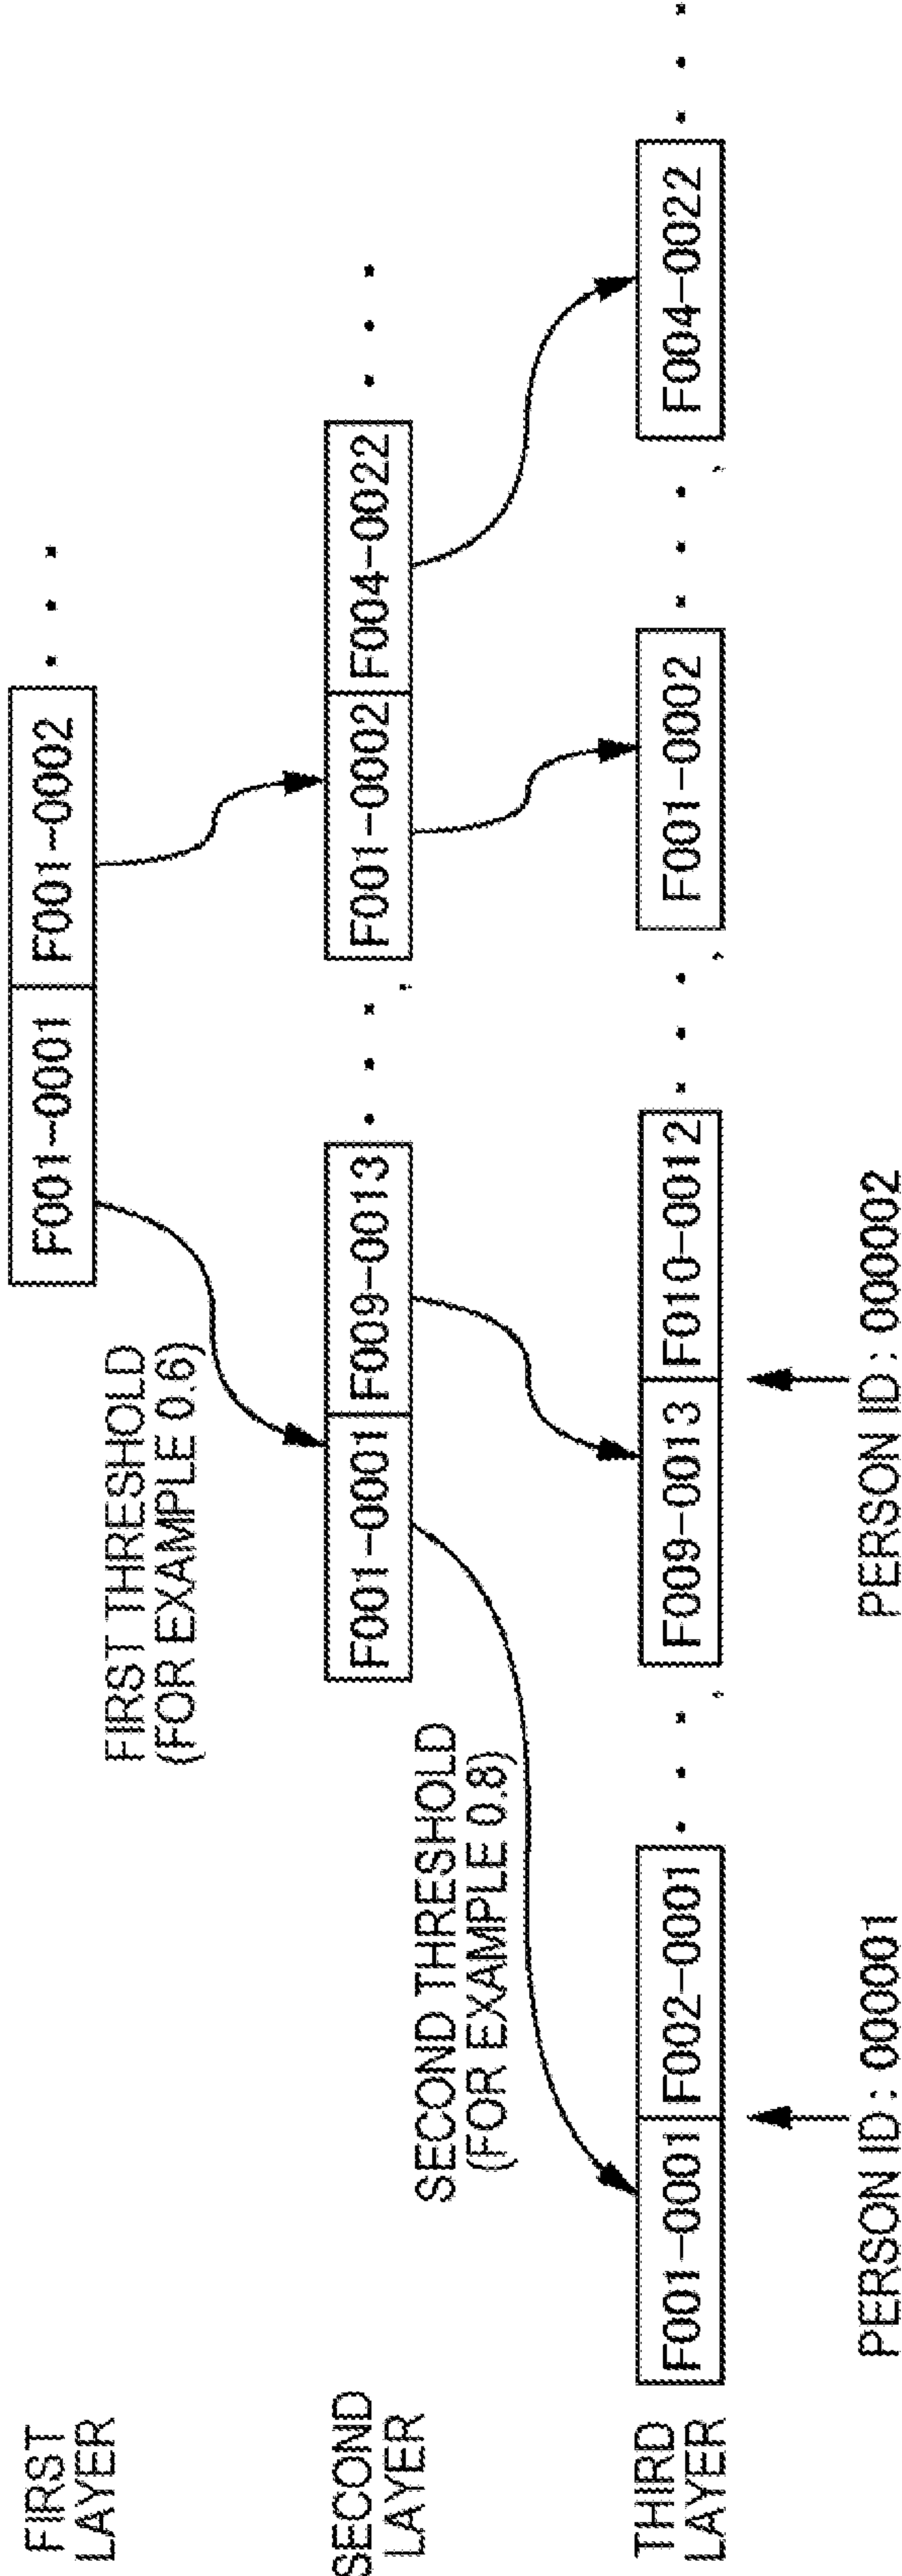 FIRST
LAYER
F001-0001 F001-0002 . . .
FIRST THRESHOLD
(FOR EXAMPLE 0.6)
SECOND
LAYER
F001-0001 F009-0013 . . . , F001-0002 F004-0022 . . .
SECOND THRESHOLD
(FOR EXAMPLE 0.8)
THIRD
LAYER
F001-0001 F002-0001 . . . , F009-0013 F010-0012 . . . , F001-0002 . . . , F004-0022 . . .
PERSON ID : 000001
PERSON ID : 000002